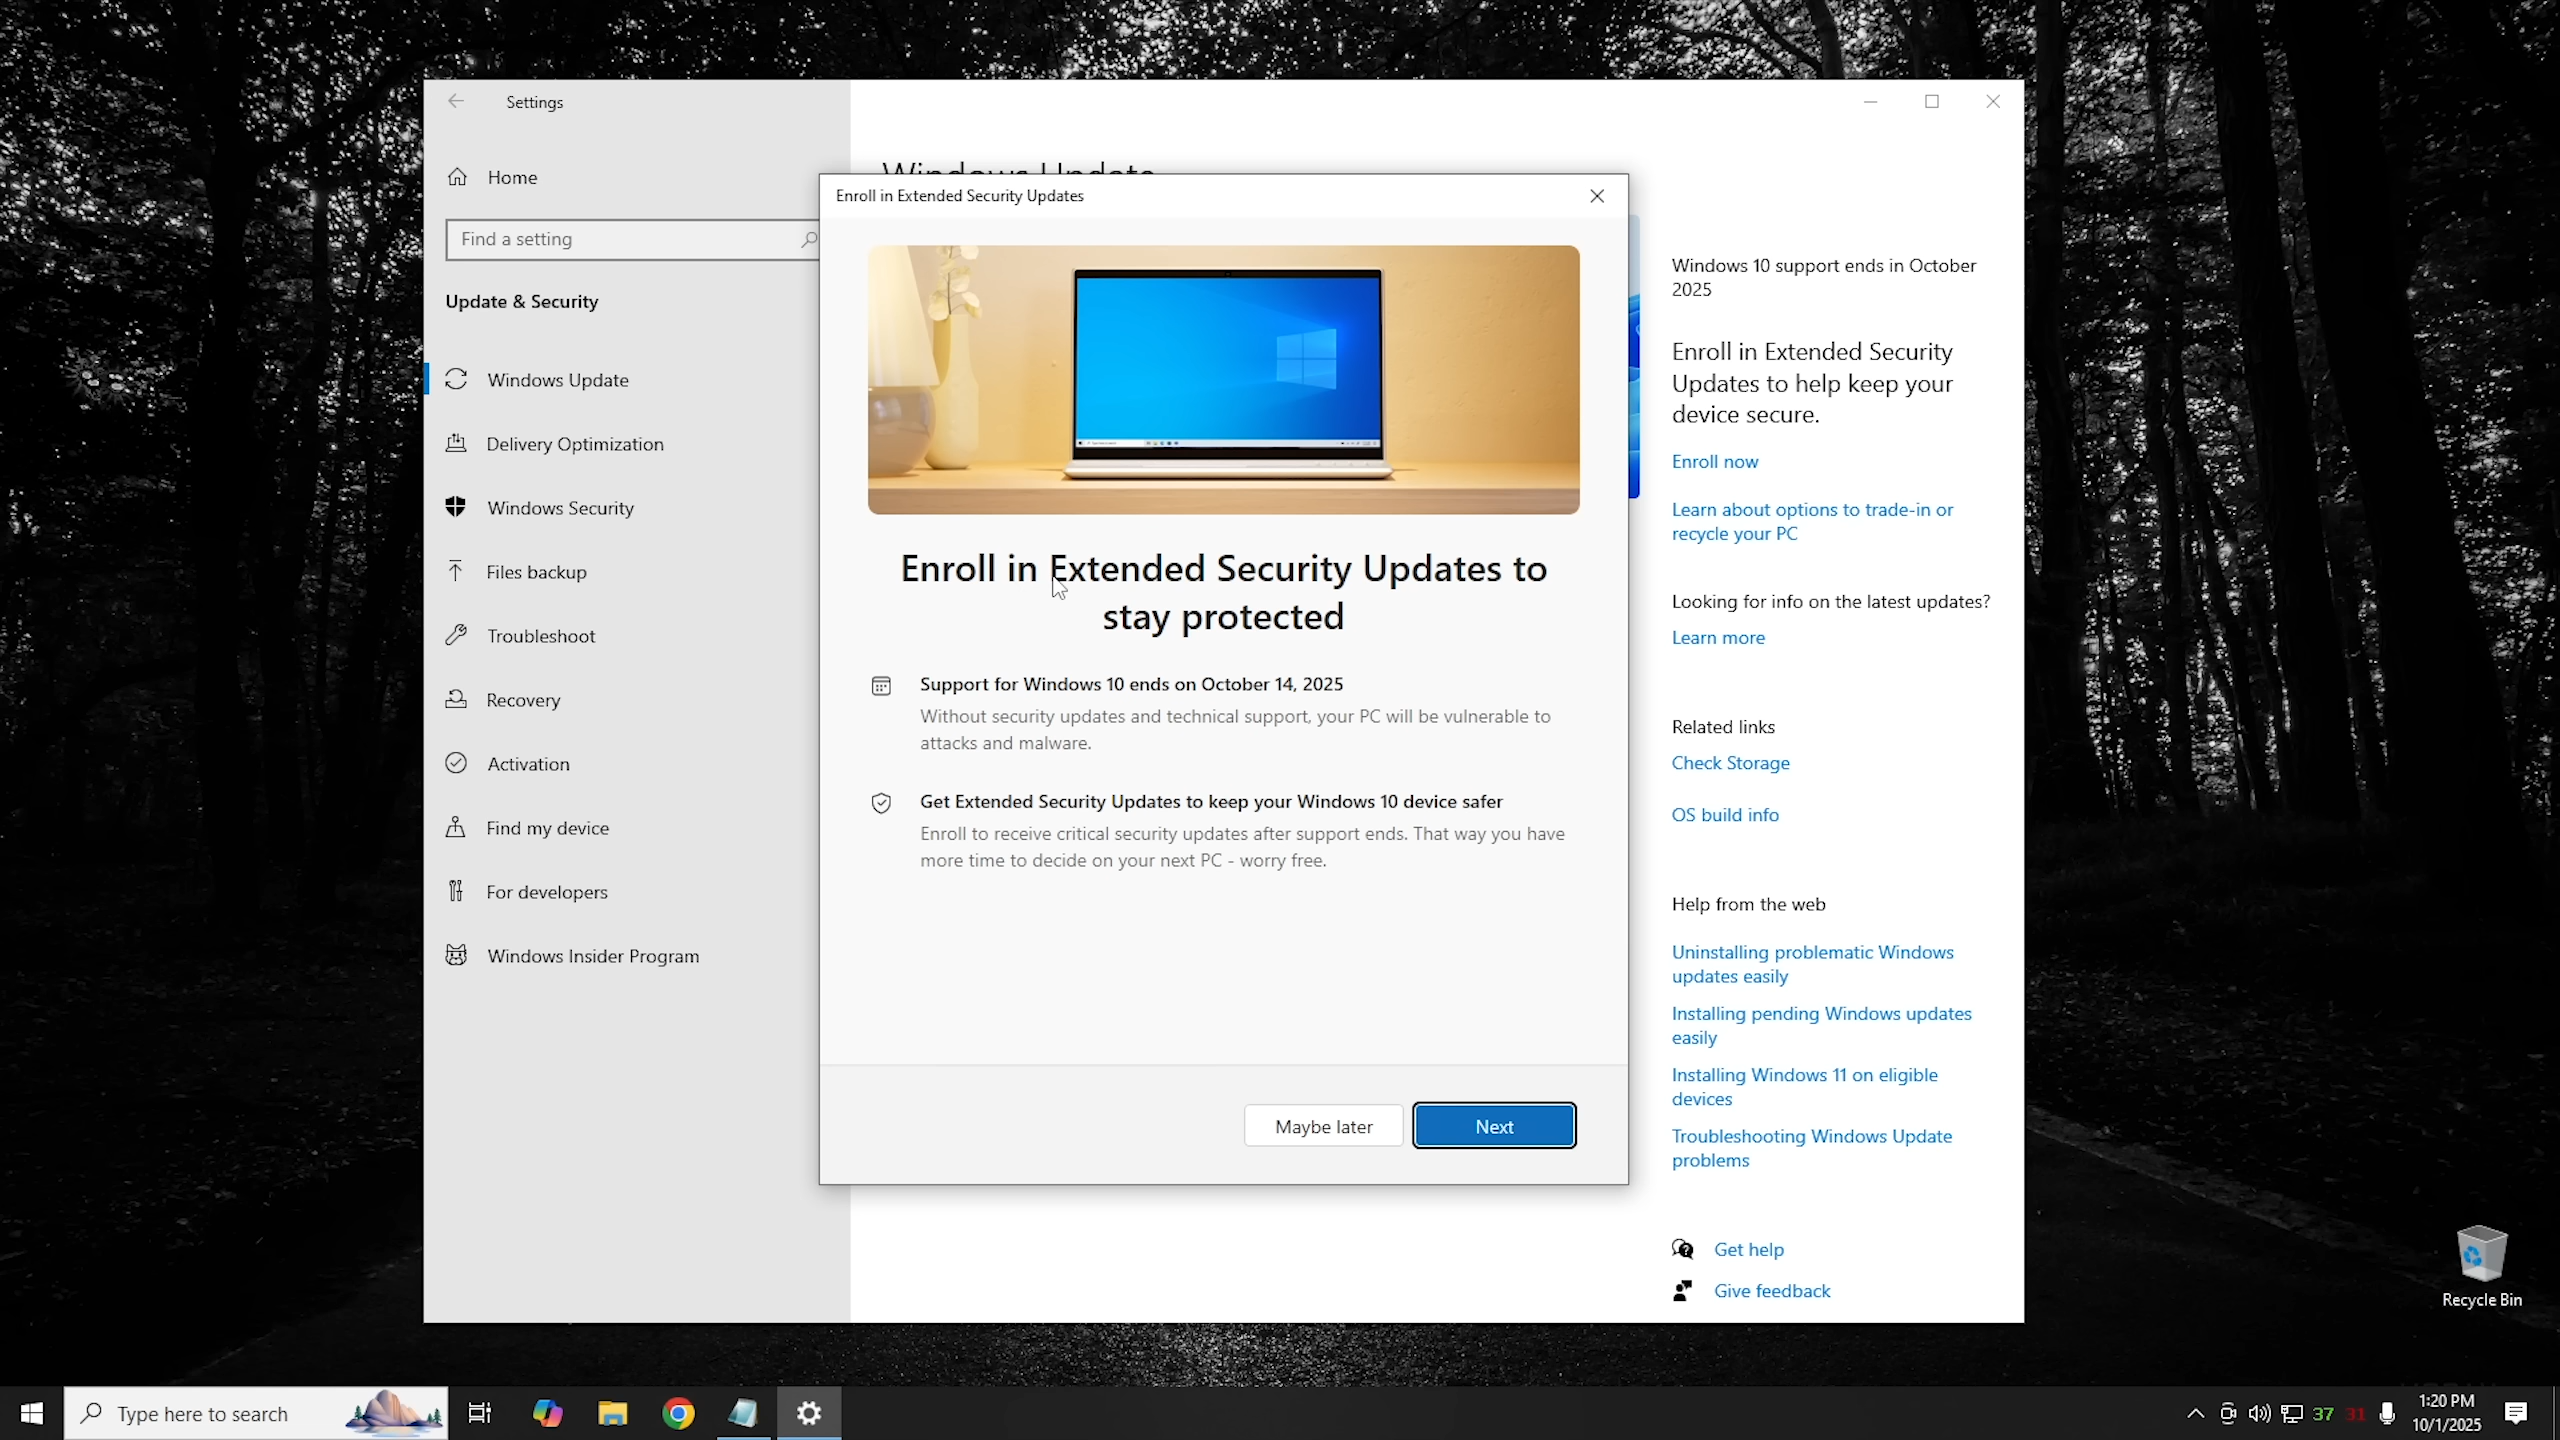 Settings
Home
Find a setting
Update & Security
Windows Update
Delivery Optimization
Windows Security
Files backup
Troubleshoot
Recovery
Activation
Find my device
For developers
Windows Insider Program
Windows Update
Enroll in Extended Security Updates
Enroll in Extended Security Updates to
stay protected
Support for Windows 10 ends on October 14, 2025
Without security updates and technical support, your PC will be vulnerable to
attacks and malware.
Get Extended Security Updates to keep your Windows 10 device safer
Enroll to receive critical security updates after support ends. That way you have
more time to decide on your next PC - worry free.
Maybe later
Next
Windows 10 support ends in October
2025
Enroll in Extended Security
Updates to help keep your
device secure.
Enroll now
Learn about options to trade-in or
recycle your PC
Looking for info on the latest updates?
Learn more
Related links
Check Storage
OS build info
Help from the web
Uninstalling problematic Windows
updates easily
Installing pending Windows updates
easily
Installing Windows 11 on eligible
devices
Troubleshooting Windows Update
problems
Get help
Give feedback
Recycle Bin
Type here to search
37
31
1:20 PM
10/1/2025